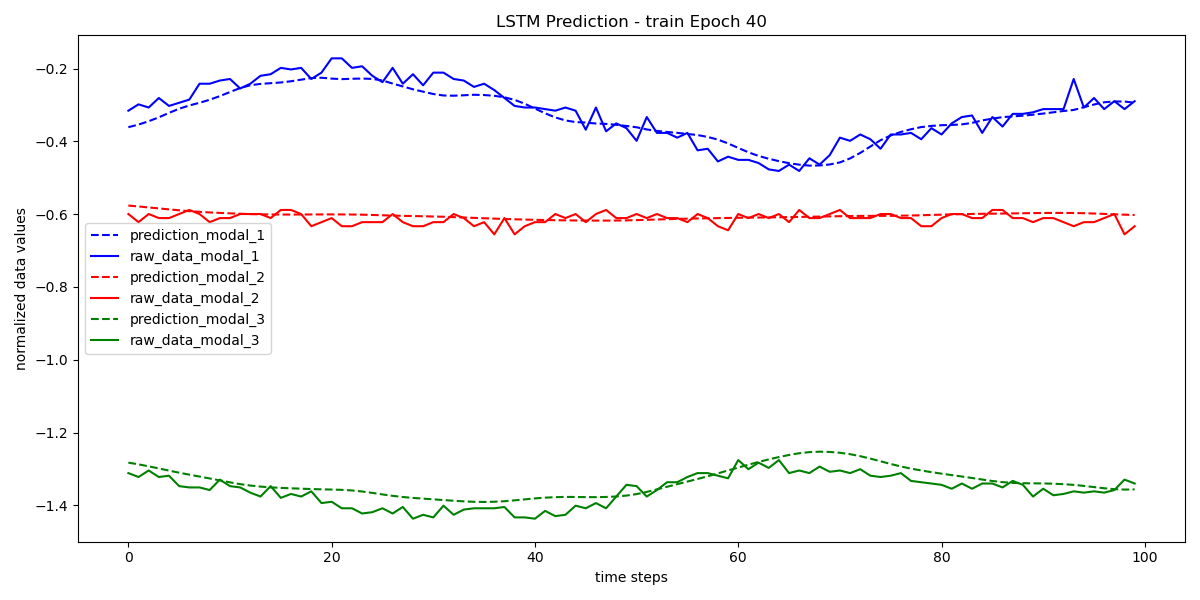 LSTM Prediction - train Epoch 40
normalized data values
−0.2
−0.4
−0.6
−0.8
−1.0
−1.2
−1.4
prediction_modal_1
raw_data_modal_1
prediction_modal_2
raw_data_modal_2
prediction_modal_3
raw_data_modal_3
0 20 40 60 80 100
time steps